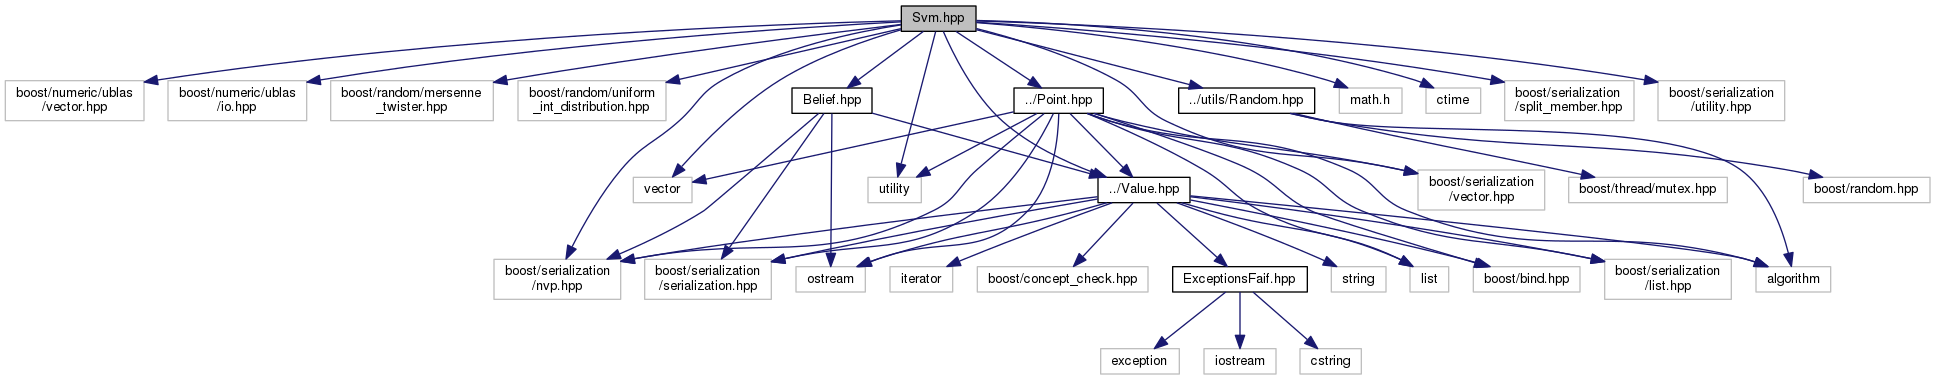 Svm.hpp
boost/numeric/ublas
/vector.hpp
boost/numeric/ublas
/io.hpp
boost/random/mersenne
_twister.hpp
boost/random/uniform
_int_distribution.hpp
Belief.hpp
../Point.hpp
../utils/Random.hpp
math.h
ctime
boost/serialization
/split_member.hpp
boost/serialization
/utility.hpp
vector
utility
../Value.hpp
boost/serialization
/vector.hpp
boost/thread/mutex.hpp
boost/random.hpp
boost/serialization
/nvp.hpp
boost/serialization
/serialization.hpp
ostream
iterator
boost/concept_check.hpp
ExceptionsFaif.hpp
string
list
boost/bind.hpp
boost/serialization
/list.hpp
algorithm
exception
iostream
cstring